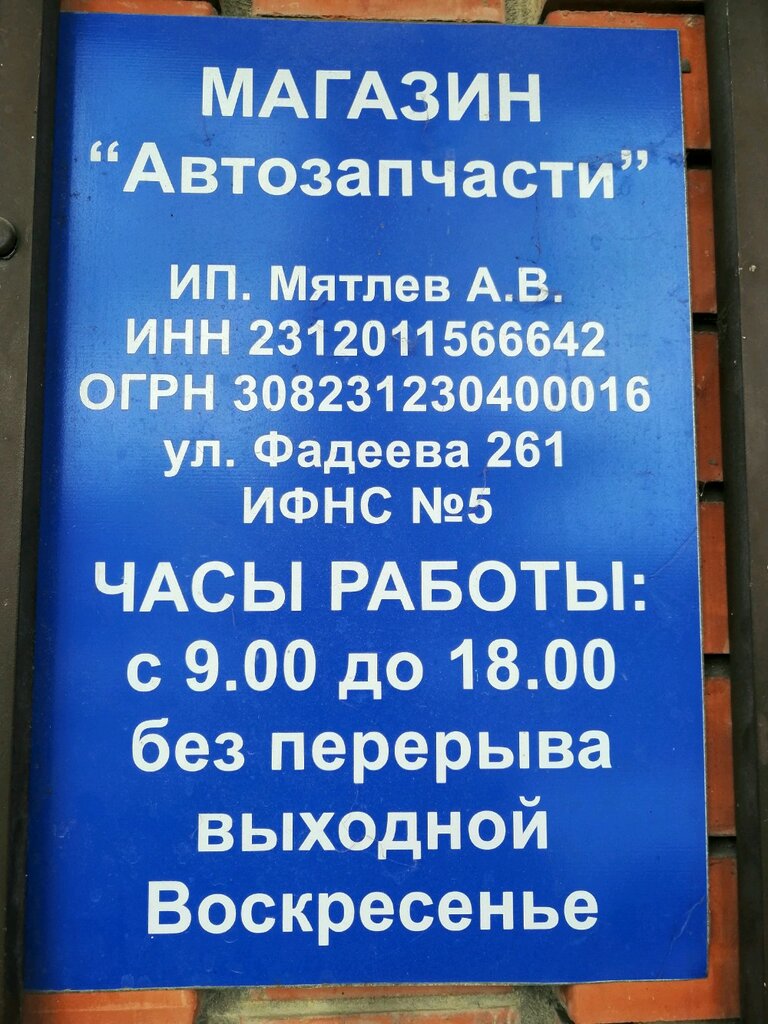 МАГАЗИН
“Автозапчасти”
ИП. Мятлев А.В.
ИНН 2312011566642
ОГРН 308231230400016
ул. Фадеева 261
ИФНС №5
ЧАСЫ РАБОТЫ:
с 9.00 до 18.00
без перерыва
выходной
Воскресенье